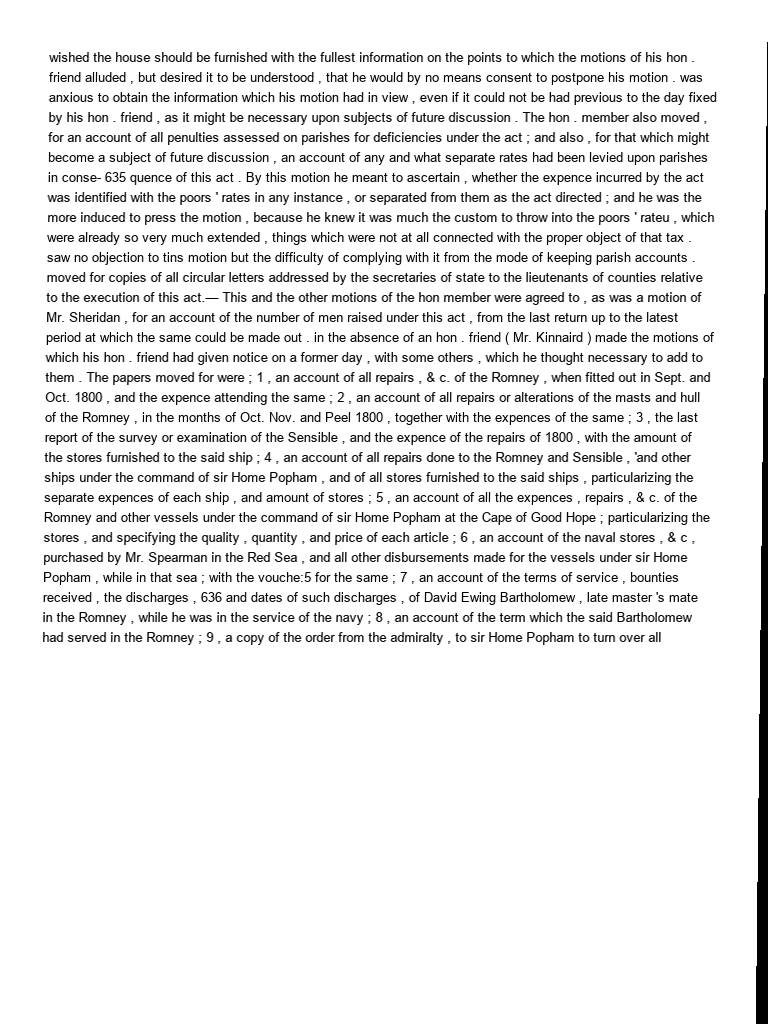 wished the house should be furnished with the fullest information on the points to which the motions of his hon .
friend alluded , but desired it to be understood , that he would by no means consent to postpone his motion . was
anxious to obtain the information which his motion had in view , even if it could not be had previous to the day fixed
by his hon . friend , as it might be necessary upon subjects of future discussion . The hon . member also moved ,
for an account of all penulties assessed on parishes for deficiencies under the act ; and also , for that which might
become a subject of future discussion , an account of any and what separate rates had been levied upon parishes
in conse- 635 quence of this act . By this motion he meant to ascertain , whether the expence incurred by the act
was identified with the poors ' rates in any instance , or separated from them as the act directed ; and he was the
more induced to press the motion , because he knew it was much the custom to throw into the poors ' rateu , which
were already so very much extended , things which were not at all connected with the proper object of that tax .
saw no objection to tins motion but the difficulty of complying with it from the mode of keeping parish accounts .
moved for copies of all circular letters addressed by the secretaries of state to the lieutenants of counties relative
to the execution of this act.— This and the other motions of the hon member were agreed to , as was a motion of
Mr. Sheridan , for an account of the number of men raised under this act , from the last return up to the latest
period at which the same could be made out . in the absence of an hon . friend ( Mr. Kinnaird ) made the motions of
which his hon . friend had given notice on a former day , with some others , which he thought necessary to add to
them . The papers moved for were ; 1 , an account of all repairs , & c. of the Romney , when fitted out in Sept. and
Oct. 1800 , and the expence attending the same ; 2 , an account of all repairs or alterations of the masts and hull
of the Romney , in the months of Oct. Nov. and Peel 1800 , together with the expences of the same ; 3 , the last
report of the survey or examination of the Sensible , and the expence of the repairs of 1800 , with the amount of
the stores furnished to the said ship ; 4 , an account of all repairs done to the Romney and Sensible , 'and other
ships under the command of sir Home Popham , and of all stores furnished to the said ships , particularizing the
separate expences of each ship , and amount of stores ; 5 , an account of all the expences , repairs , & c. of the
Romney and other vessels under the command of sir Home Popham at the Cape of Good Hope ; particularizing the
stores , and specifying the quality , quantity , and price of each article ; 6 , an account of the naval stores , & c ,
purchased by Mr. Spearman in the Red Sea , and all other disbursements made for the vessels under sir Home
Popham , while in that sea ; with the vouche:5 for the same ; 7 , an account of the terms of service , bounties
received , the discharges , 636 and dates of such discharges , of David Ewing Bartholomew , late master 's mate
in the Romney , while he was in the service of the navy ; 8 , an account of the term which the said Bartholomew
had served in the Romney ; 9 , a copy of the order from the admiralty , to sir Home Popham to turn over all